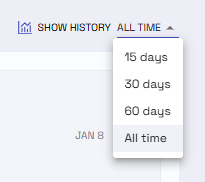 SHOW HISTORY ALL TIME
15 days
30 days
60 days
JAN 8
All time